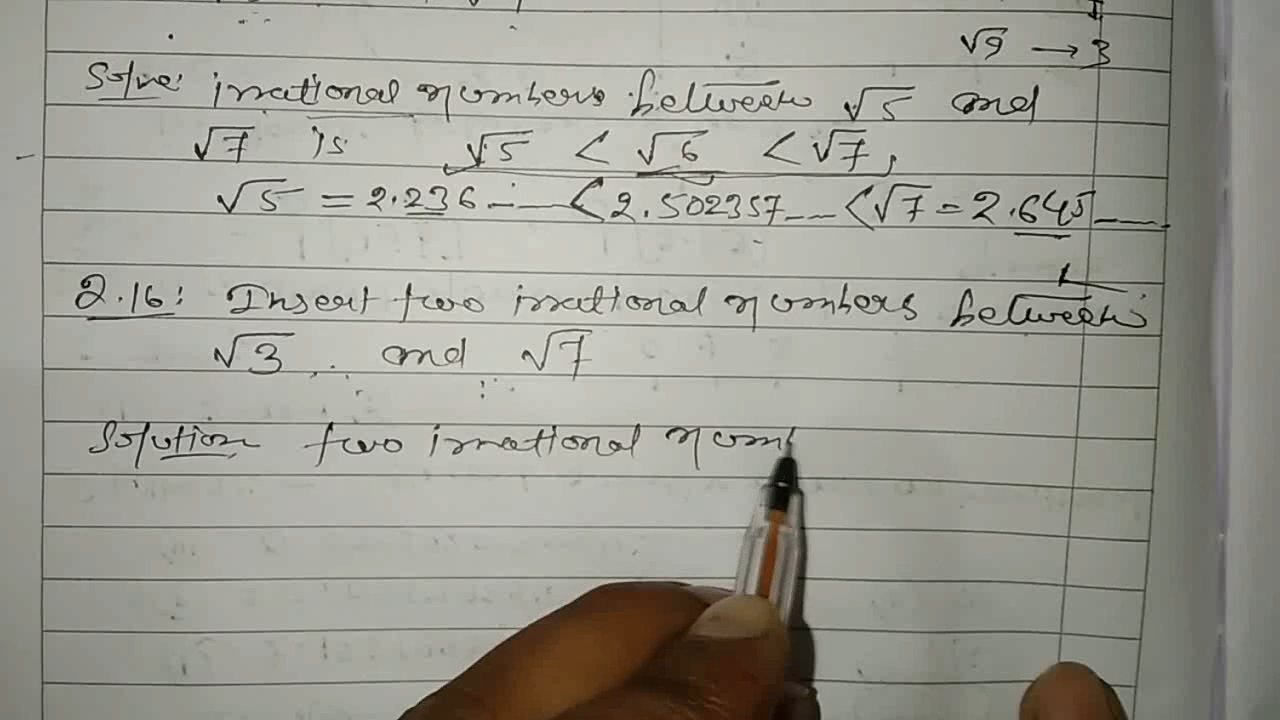 √9 → 3
Solve: irrational numbers between √5 and
√7 is √5 < √6 < √7,
√5 = 2.236 ... < 2.502357... < √7 = 2.645...
2.16: Insert two irrational numbers between
√3 and √7
Solution two irrational num